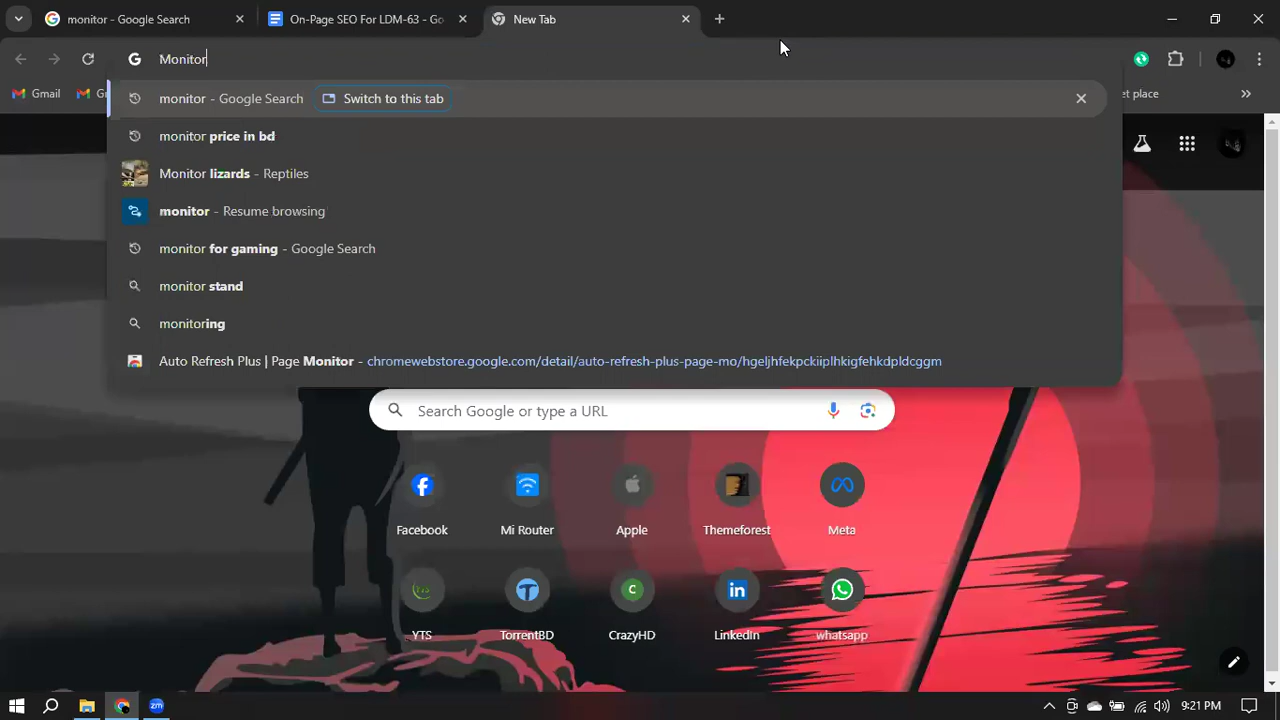 monitor - Google Search
On-Page SEO For LDM-63 - Go
New Tab
Monitor
Gmail
et place
monitor - Google Search Switch to this tab
monitor price in bd
Monitor lizards - Reptiles
monitor - Resume browsing
monitor for gaming - Google Search
monitor stand
monitoring
Auto Refresh Plus | Page Monitor - chromewebstore.google.com/detail/auto-refresh-plus-page-mo/hgeljhfekpckiiplhkigfehkdpldcggm
Search Google or type a URL
Facebook Mi Router Apple Themeforest Meta
YTS TorrentBD CrazyHD LinkedIn whatsapp
9:21 PM